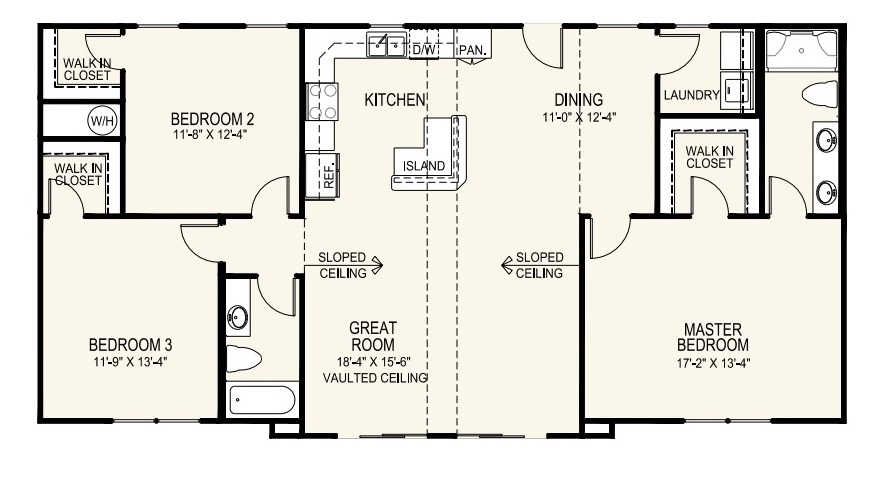 WALK IN
CLOSET
W/H
WALK IN
CLOSET
BEDROOM 2
11'-8" X 12'-4"
D/W
PAN.
KITCHEN
ISLAND
REF.
DINING
11'-0" X 12'-4"
LAUNDRY
WALK IN
CLOSET
SLOPED
CEILING
SLOPED
CEILING
BEDROOM 3
11'-9" X 13'-4"
GREAT
ROOM
18'-4" X 15'-6"
VAULTED CEILING
MASTER
BEDROOM
17'-2" X 13'-4"